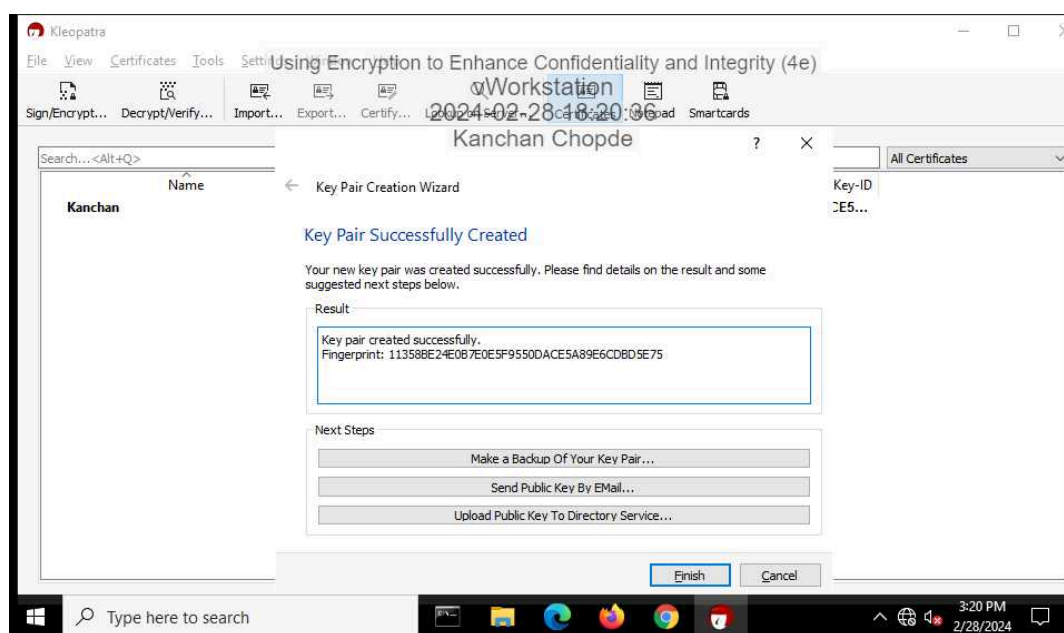 Kleopatra
File View Certificates Tools
Using Encryption to Enhance Confidentiality and Integrity (4e)
vWorkstation
2024-02-28 18:20:36
Kanchan Chopde
Sign/Encrypt... Decrypt/Verify... Import... Export... Certify... Notepad Smartcards
Search...<Alt+Q> All Certificates
Name Key-ID
Kanchan CE5...
? ×
← Key Pair Creation Wizard
Key Pair Successfully Created
Your new key pair was created successfully. Please find details on the result and some
suggested next steps below.
Result
Key pair created successfully.
Fingerprint: 11358BE24E0B7E0E5F9550DACE5A89E6CDBD5E75
Next Steps
Make a Backup Of Your Key Pair...
Send Public Key By EMail...
Upload Public Key To Directory Service...
Finish Cancel
Type here to search
3:20 PM
2/28/2024